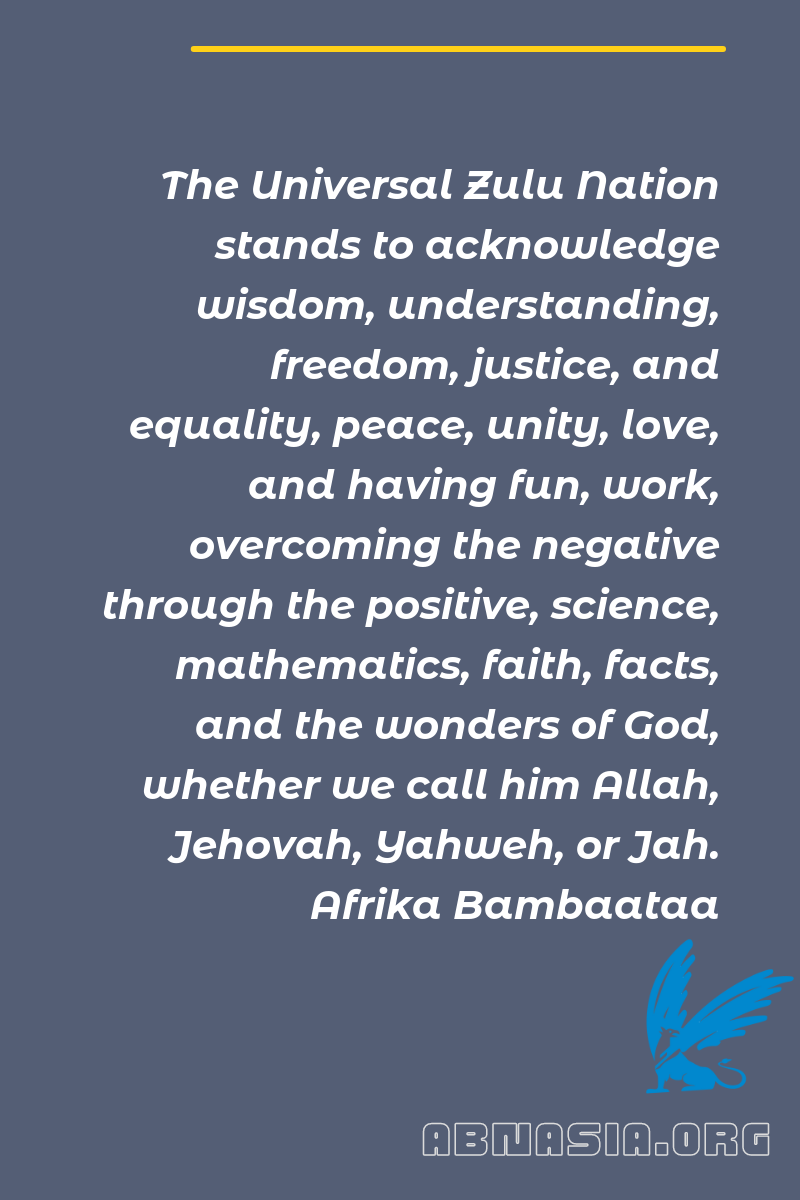 The Universal Zulu Nation
stands to acknowledge
wisdom, understanding,
freedom, justice, and
equality, peace, unity, love,
and having fun, work,
overcoming the negative
through the positive, science,
mathematics, faith, facts,
and the wonders of God,
whether we call him Allah,
Jehovah, Yahweh, or Jah.
Afrika Bambaataa
ABNASIA.ORG